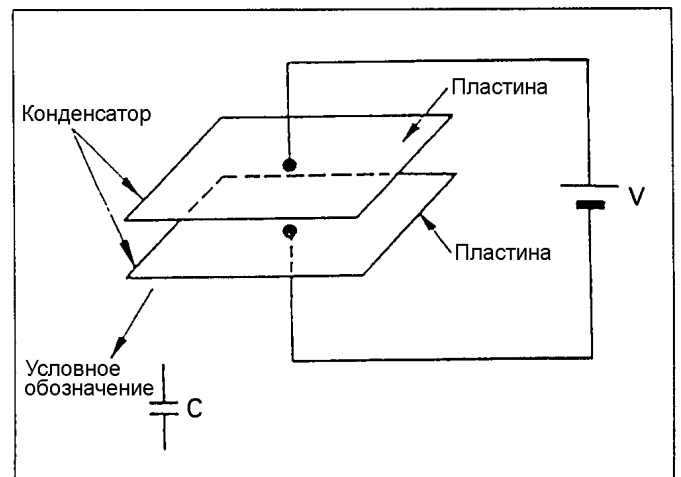 Пластина
Конденсатор
V
Пластина
Условное
обозначение
C